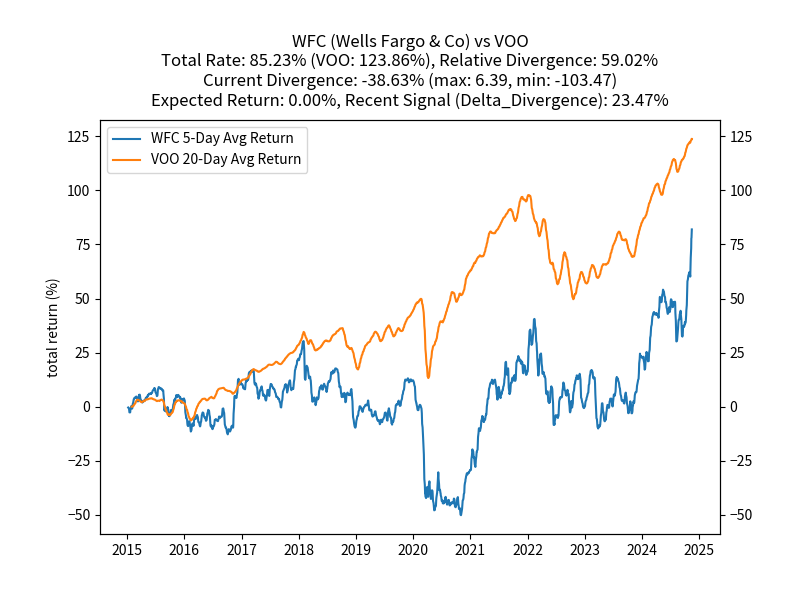 WFC (Wells Fargo & Co) vs VOO
Total Rate: 85.23% (VOO: 123.86%), Relative Divergence: 59.02%
Current Divergence: -38.63% (max: 6.39, min: -103.47)
Expected Return: 0.00%, Recent Signal (Delta_Divergence): 23.47%
WFC 5-Day Avg Return
VOO 20-Day Avg Return
total return (%)
125
100
75
50
25
0
−25
−50
125
100
75
50
25
0
−25
−50
2015 2016 2017 2018 2019 2020 2021 2022 2023 2024 2025